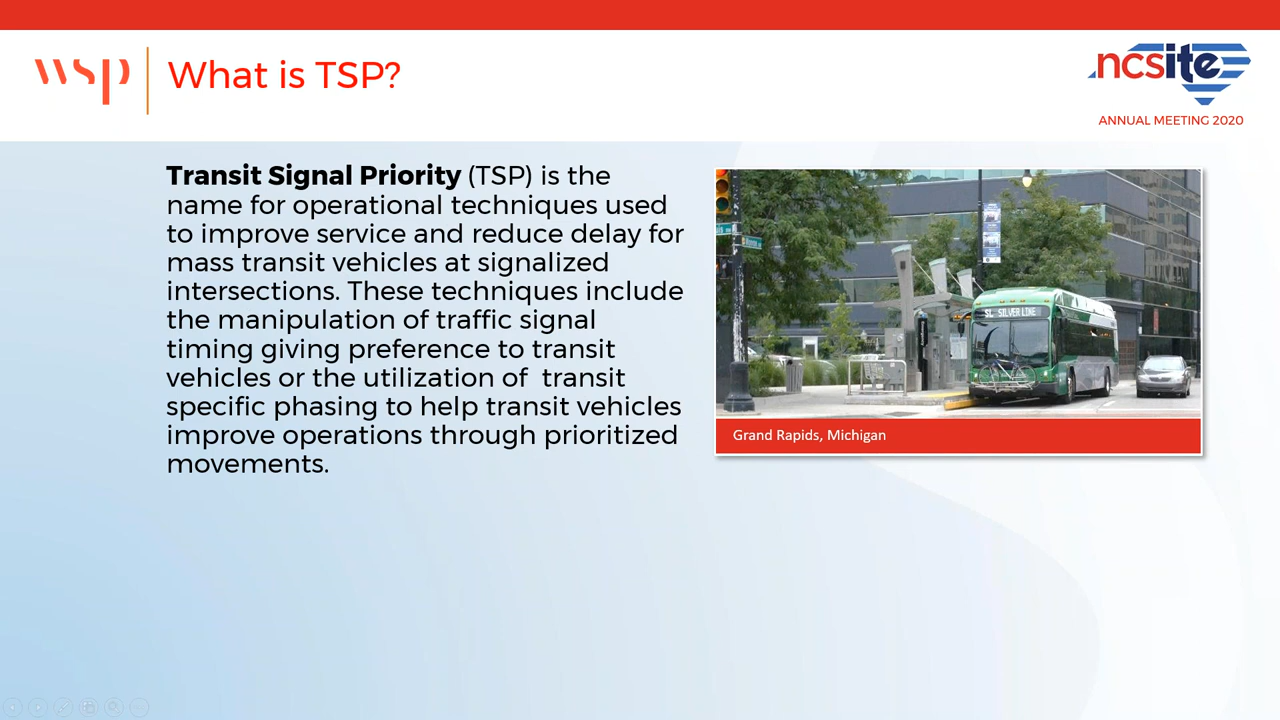 wsp
What is TSP?
ncsite
ANNUAL MEETING 2020
Transit Signal Priority (TSP) is the
name for operational techniques used
to improve service and reduce delay for
mass transit vehicles at signalized
intersections. These techniques include
the manipulation of traffic signal
timing giving preference to transit
vehicles or the utilization of  transit
specific phasing to help transit vehicles
improve operations through prioritized
movements.
SL SILVER LINE
Grand Rapids, Michigan